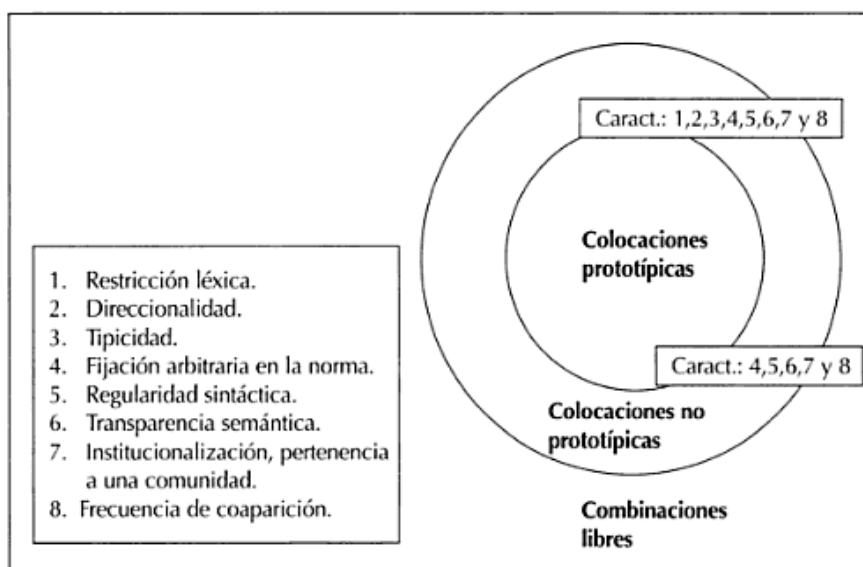 Caract.: 1,2,3,4,5,6,7 y 8
Colocaciones
prototípicas
1. Restricción léxica.
2. Direccionalidad.
3. Tipicidad.
4. Fijación arbitraria en la norma.
5. Regularidad sintáctica.
6. Transparencia semántica.
7. Institucionalización, pertenencia
a una comunidad.
8. Frecuencia de coaparición.
Caract.: 4,5,6,7 y 8
Colocaciones no
prototípicas
Combinaciones
libres